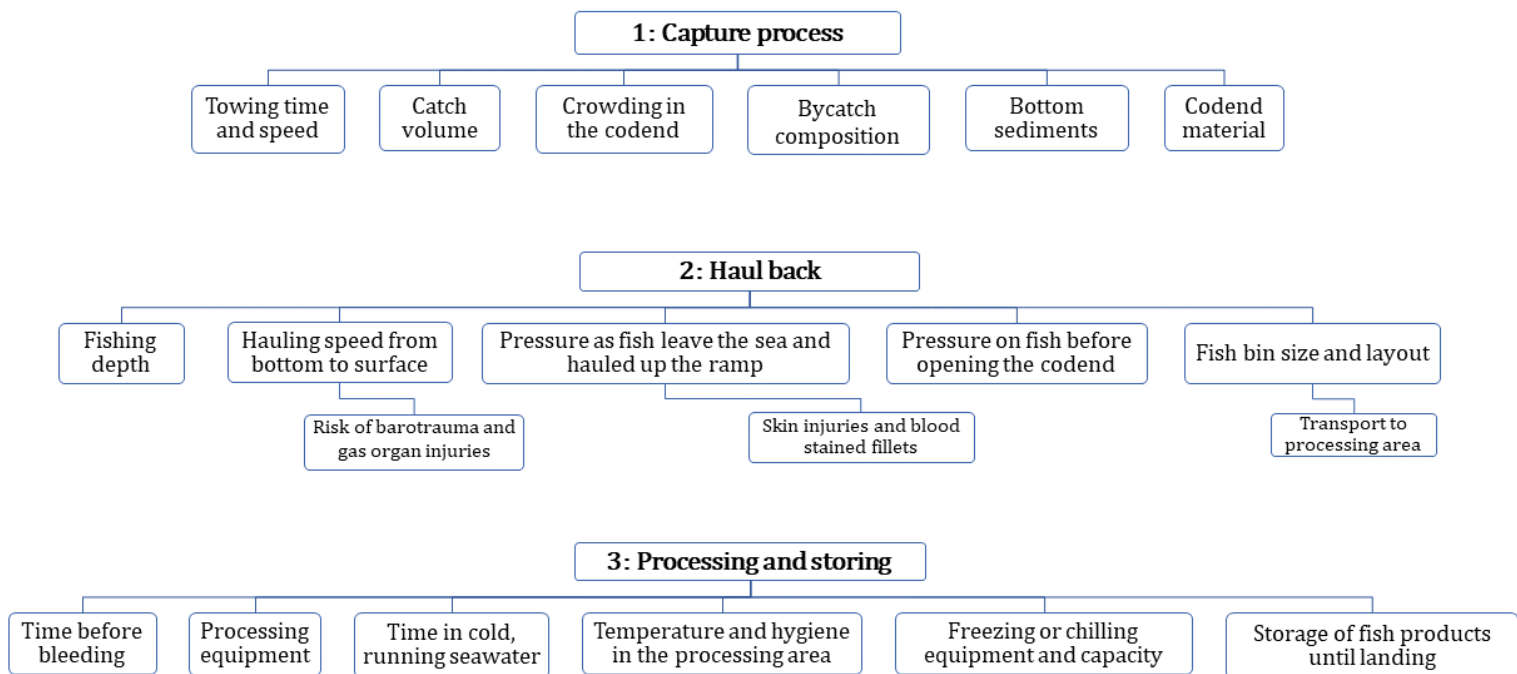 1: Capture process
Towing time
and speed
Catch
volume
Crowding in
the codend
Bycatch
composition
Bottom
sediments
Codend
material
2: Haul back
Fishing
depth
Hauling speed from
bottom to surface
Pressure as fish leave the sea and
hauled up the ramp
Pressure on fish before
opening the codend
Fish bin size and layout
Risk of barotrauma and
gas organ injuries
Skin injuries and blood
stained fillets
Transport to
processing area
3: Processing and storing
Time before
bleeding
Processing
equipment
Time in cold,
running seawater
Temperature and hygiene
in the processing area
Freezing or chilling
equipment and capacity
Storage of fish products
until landing